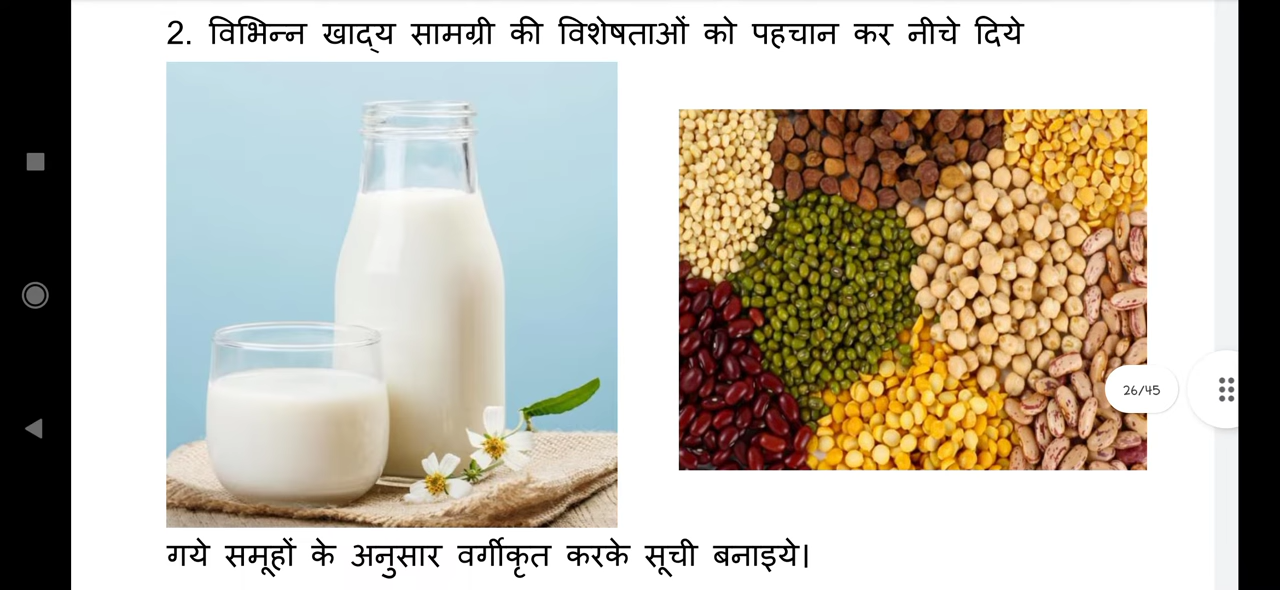 2. विभिन्न खाद्य सामग्री की विशेषताओं को पहचान कर नीचे दिये
26/45
गये समूहों के अनुसार वर्गीकृत करके सूची बनाइये।